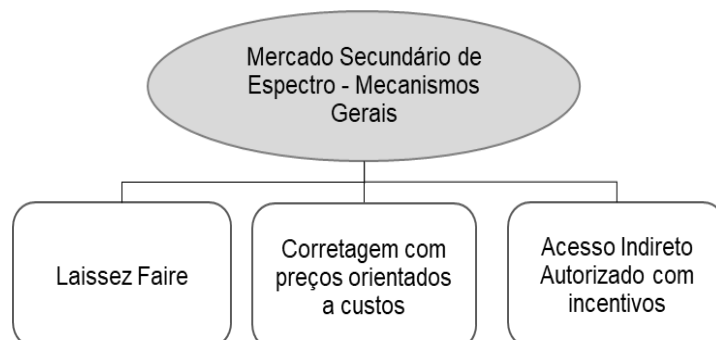 Mercado Secundário de
Espectro - Mecanismos
Gerais
Laissez Faire
Corretagem com
preços orientados
a custos
Acesso Indireto
Autorizado com
incentivos